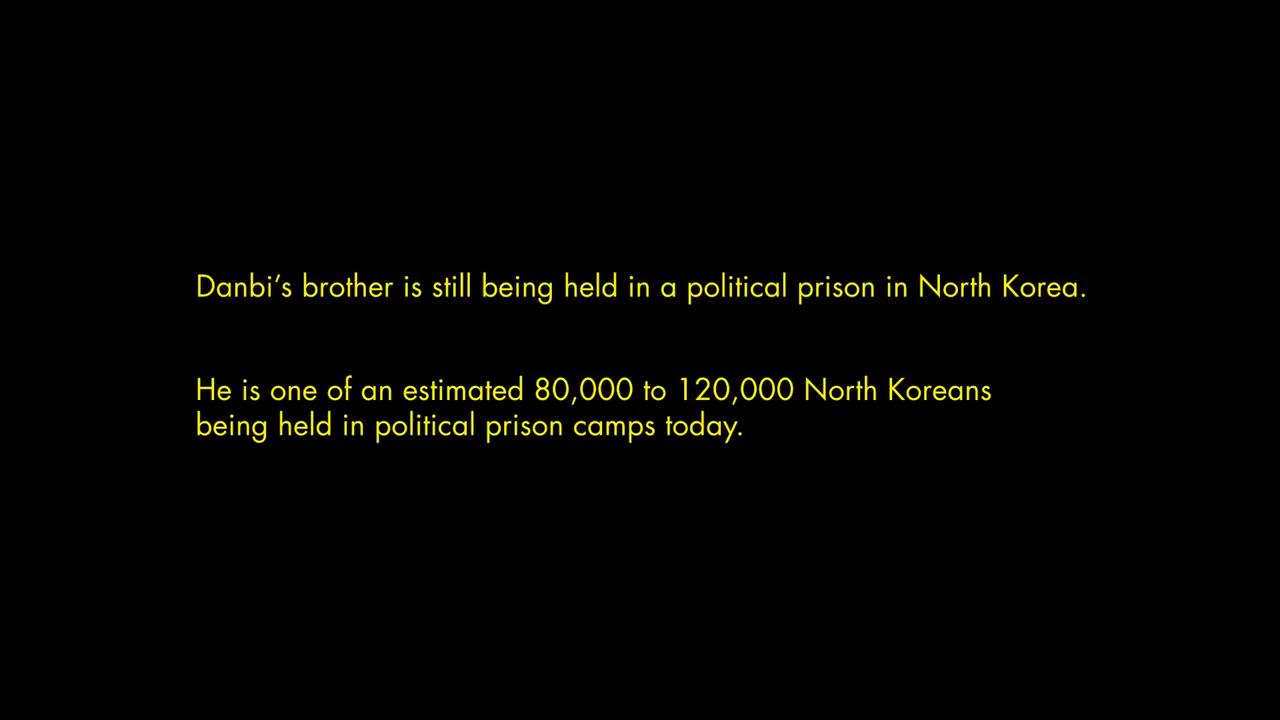 Danbi’s brother is still being held in a political prison in North Korea.
He is one of an estimated 80,000 to 120,000 North Koreans
being held in political prison camps today.